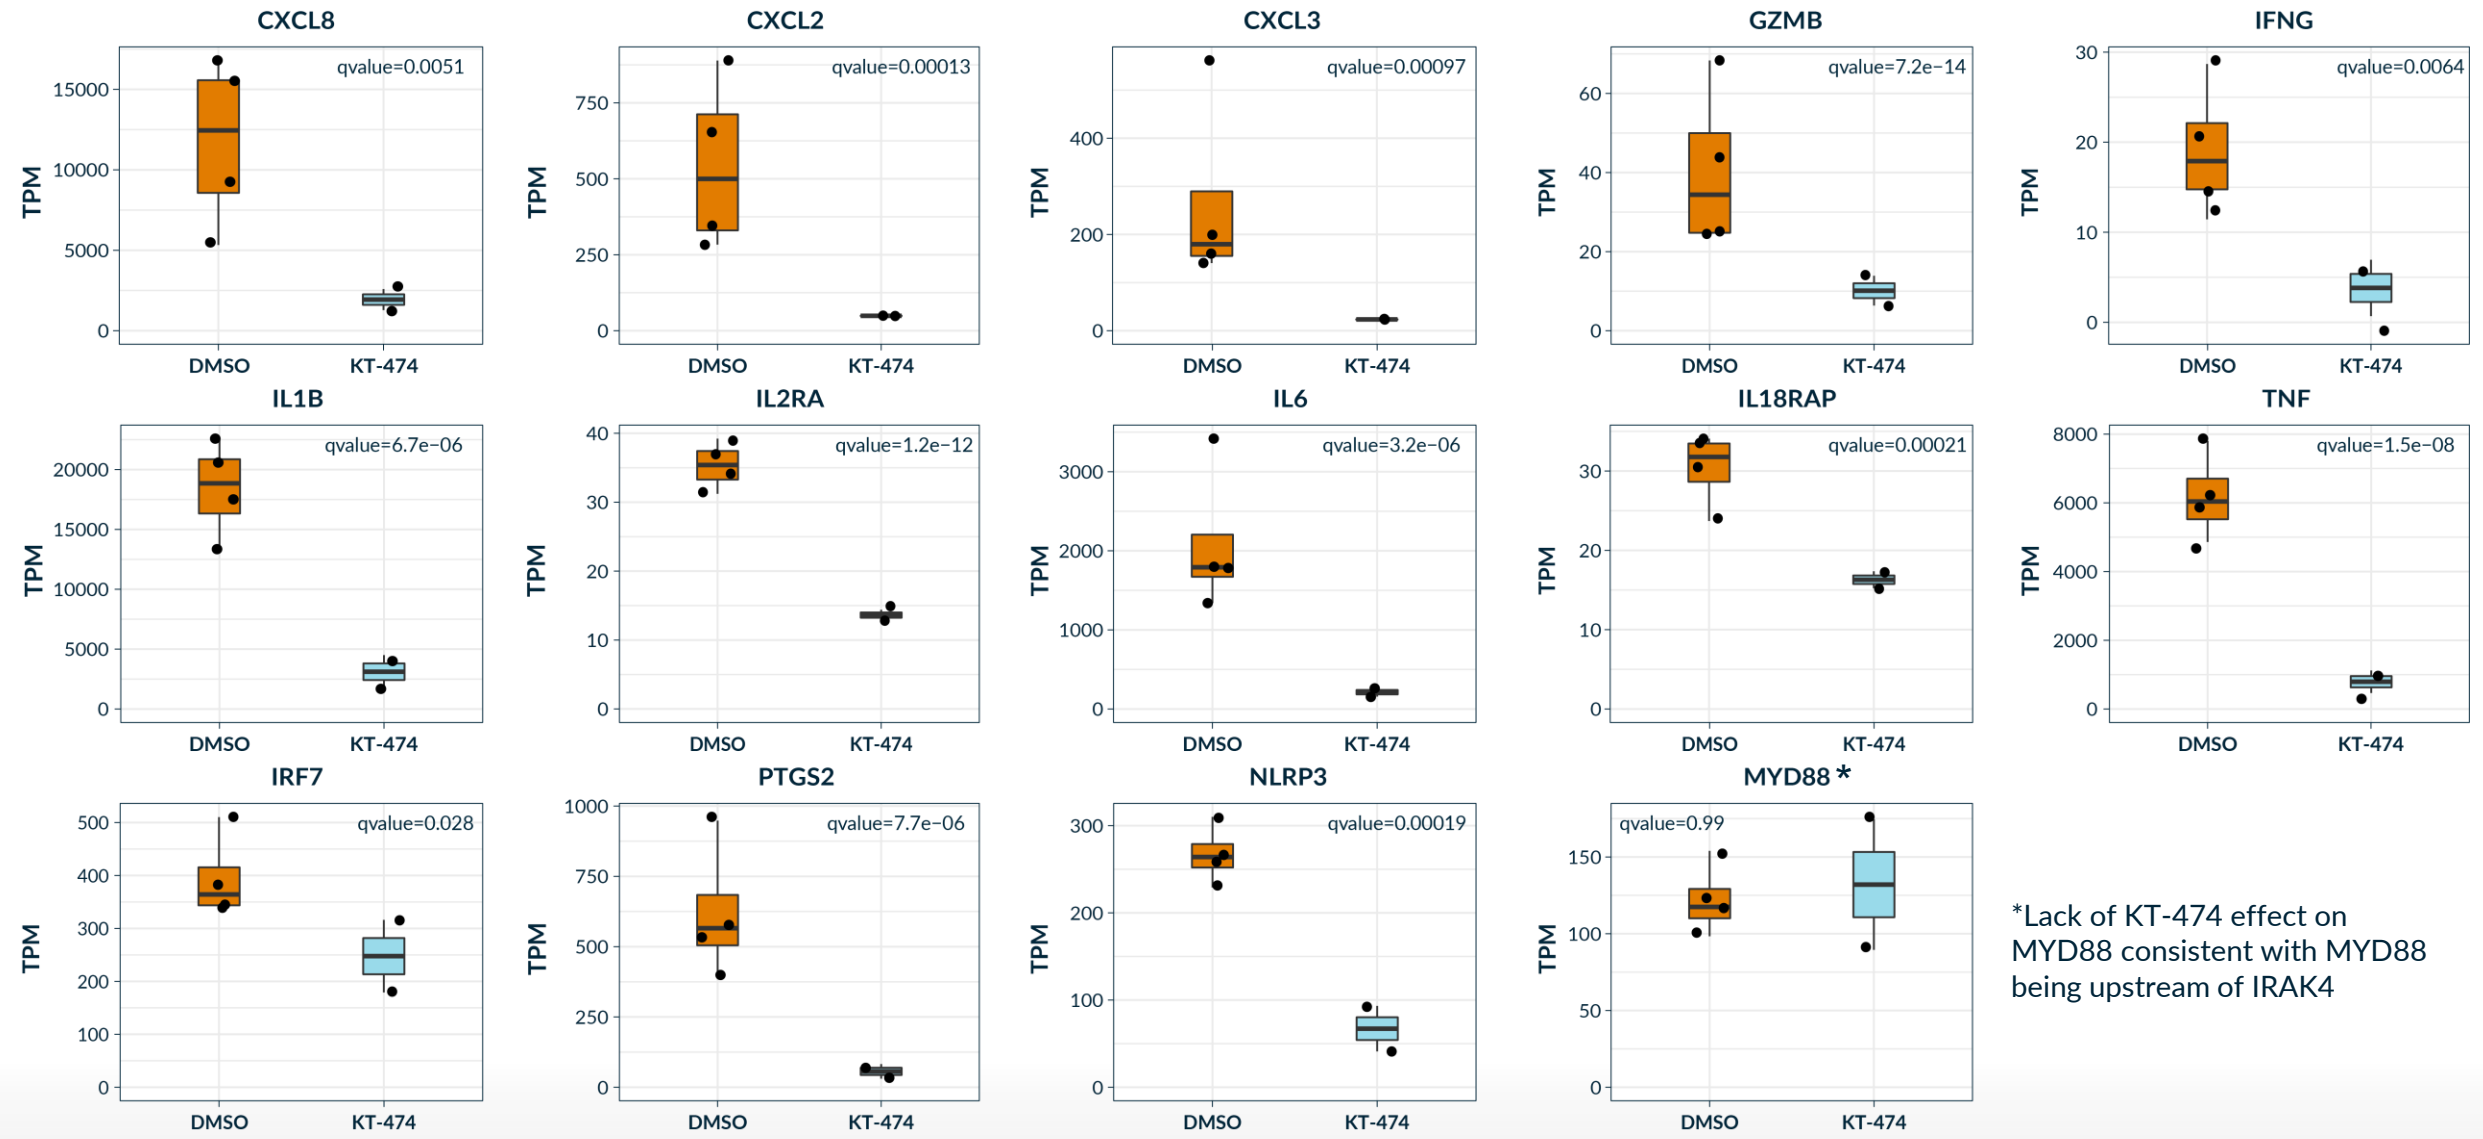 CXCL8
CXCL2
CXCL3
GZMB
IFNG
qvalue=0.0051
qvalue=0.00013
qvalue=0.00097
qvalue=7.2e−14
qvalue=0.0064
TPM
15000
10000
5000
0
TPM
750
500
250
0
TPM
400
200
0
TPM
60
40
20
0
TPM
30
20
10
0
DMSO KT-474
DMSO KT-474
DMSO KT-474
DMSO KT-474
DMSO KT-474
IL1B
IL2RA
IL6
IL18RAP
TNF
qvalue=6.7e−06
qvalue=1.2e−12
qvalue=3.2e−06
qvalue=0.00021
qvalue=1.5e−08
TPM
20000
15000
10000
5000
0
TPM
40
30
20
10
0
TPM
3000
2000
1000
0
TPM
30
20
10
0
TPM
8000
6000
4000
2000
0
DMSO KT-474
DMSO KT-474
DMSO KT-474
DMSO KT-474
DMSO KT-474
IRF7
PTGS2
NLRP3
MYD88 *
qvalue=0.028
qvalue=7.7e−06
qvalue=0.00019
qvalue=0.99
TPM
500
400
300
200
100
0
TPM
1000
750
500
250
0
TPM
300
200
100
0
TPM
150
100
50
0
DMSO KT-474
DMSO KT-474
DMSO KT-474
DMSO KT-474
*Lack of KT-474 effect on
MYD88 consistent with MYD88
being upstream of IRAK4